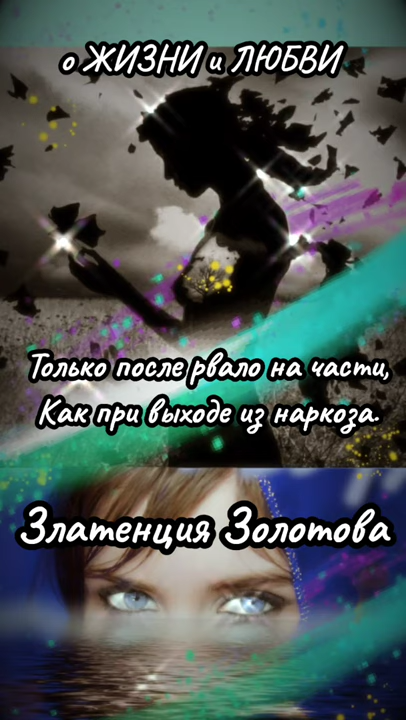 о ЖИЗНИ и ЛЮБВИ
Только после рвало на части,
Как при выходе из наркоза.
Златенция Золотова